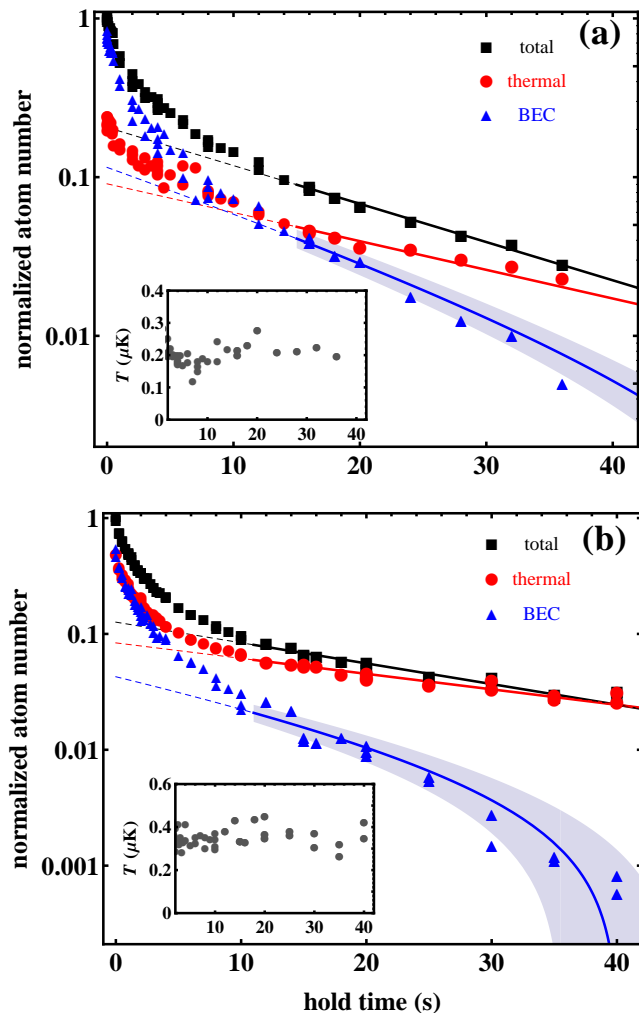 (a)
total
thermal
BEC
1
0.1
0.01
normalized atom number
0.4
0.3
0.2
0.1
0
T (μK)
10 20 30 40
0 10 20 30 40
(b)
total
thermal
BEC
1
0.1
0.01
0.001
normalized atom number
0.6
0.4
0.2
0
T (μK)
10 20 30 40
0 10 20 30 40
hold time (s)